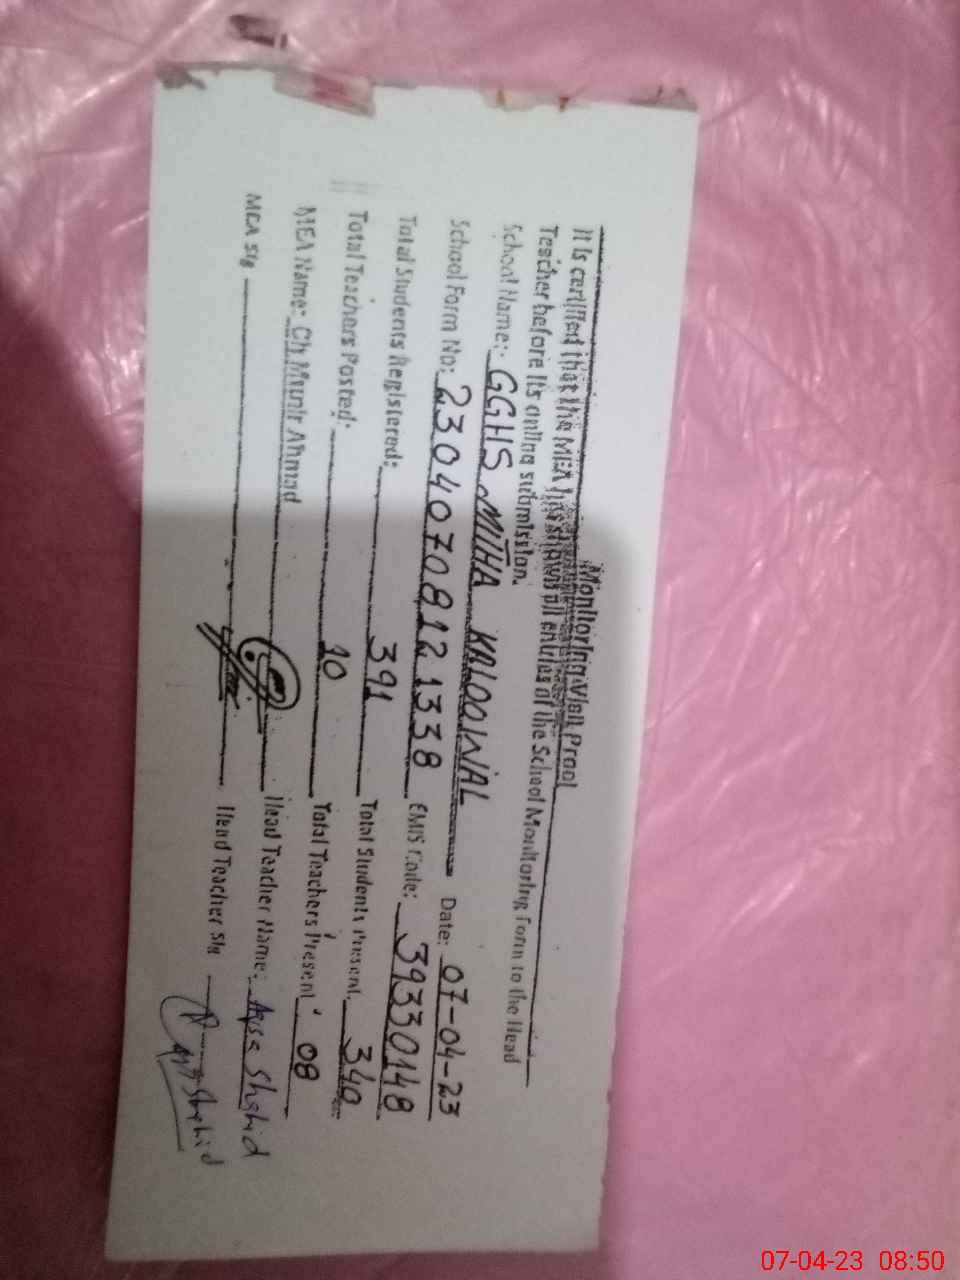 Monitoring Visit Proof
It is certified that the MEA has shown all entries of the School Monitoring Form to the Head
Teacher before its online submission.
School Name:- GGHS MITHA KALOOWAL Date: 07-04-23
School Form No: 23040708121338 EMIS Code: 39330148
Total Students Registered: 391 Total Students Present. 340
Total Teachers Posted: 10 Total Teachers Present 08
MEA Name: Ch Munir Ahmad Head Teacher Name: Shahid
MEA Sig Head Teacher Sig Shahid
07-04-23 08:50